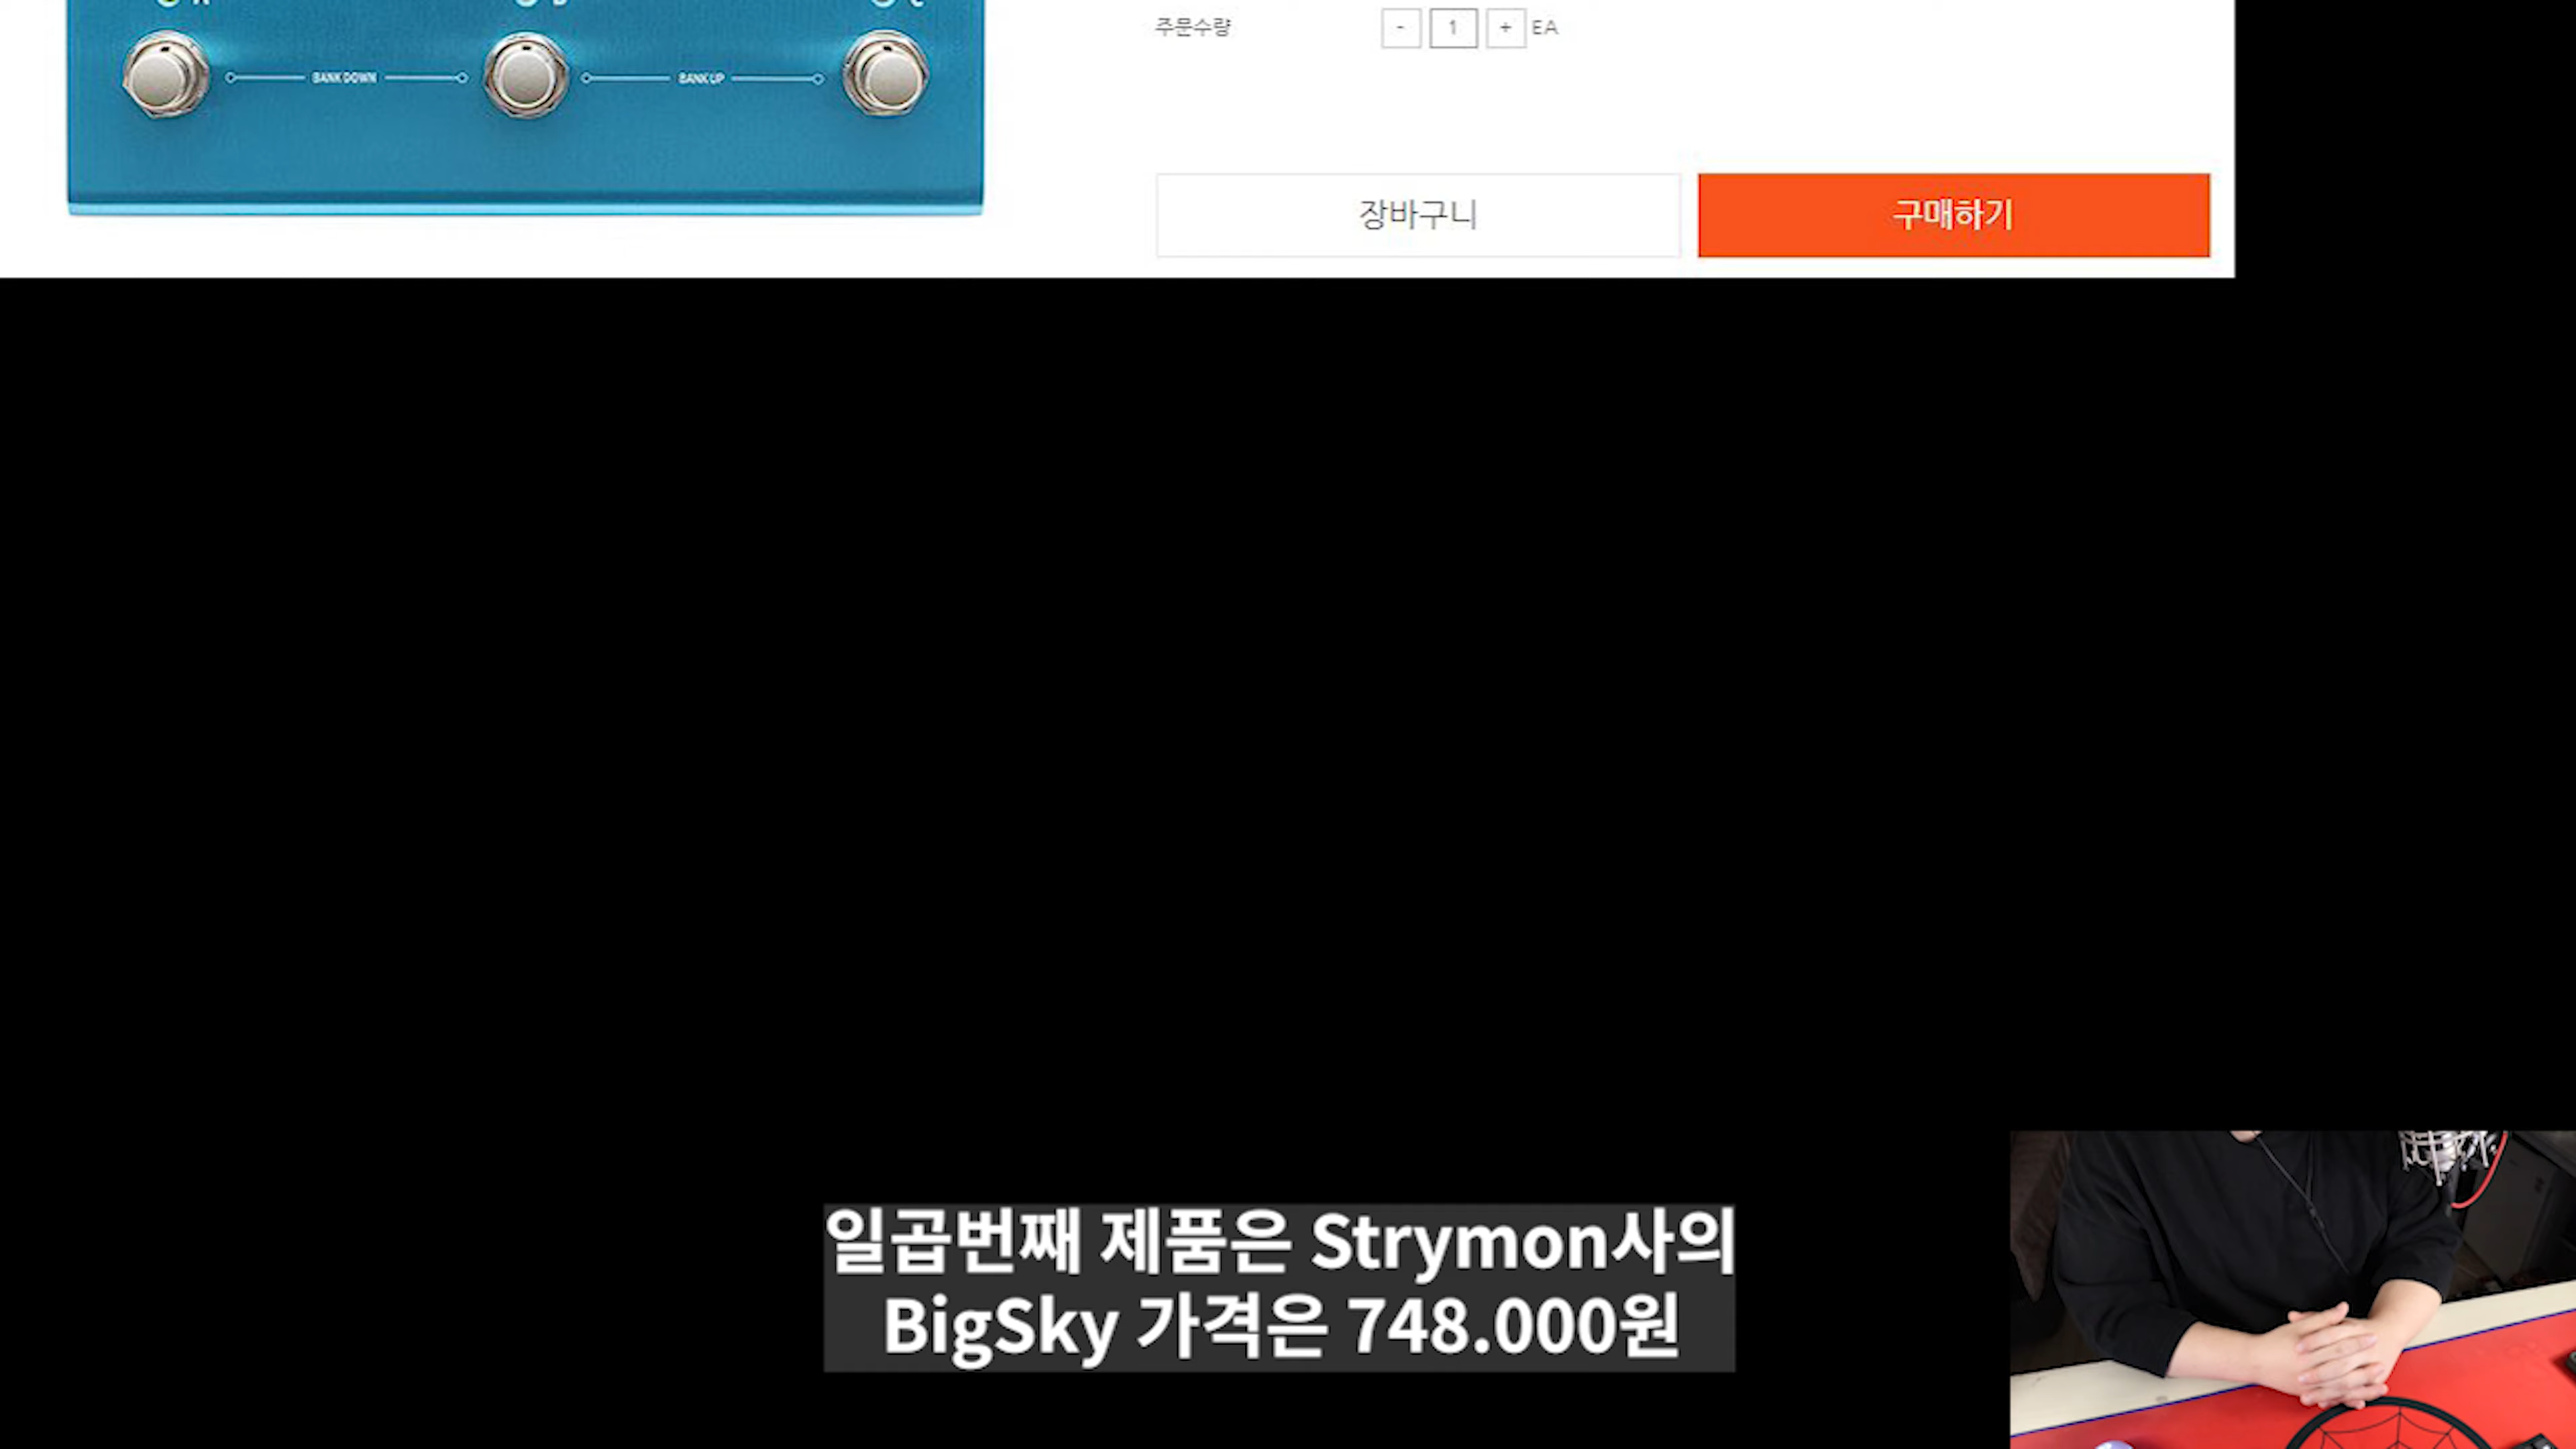 주문수량 - 1 + EA
BANK DOWN BANK UP
장바구니 구매하기
일곱번째 제품은 Strymon사의
BigSky 가격은 748.000원